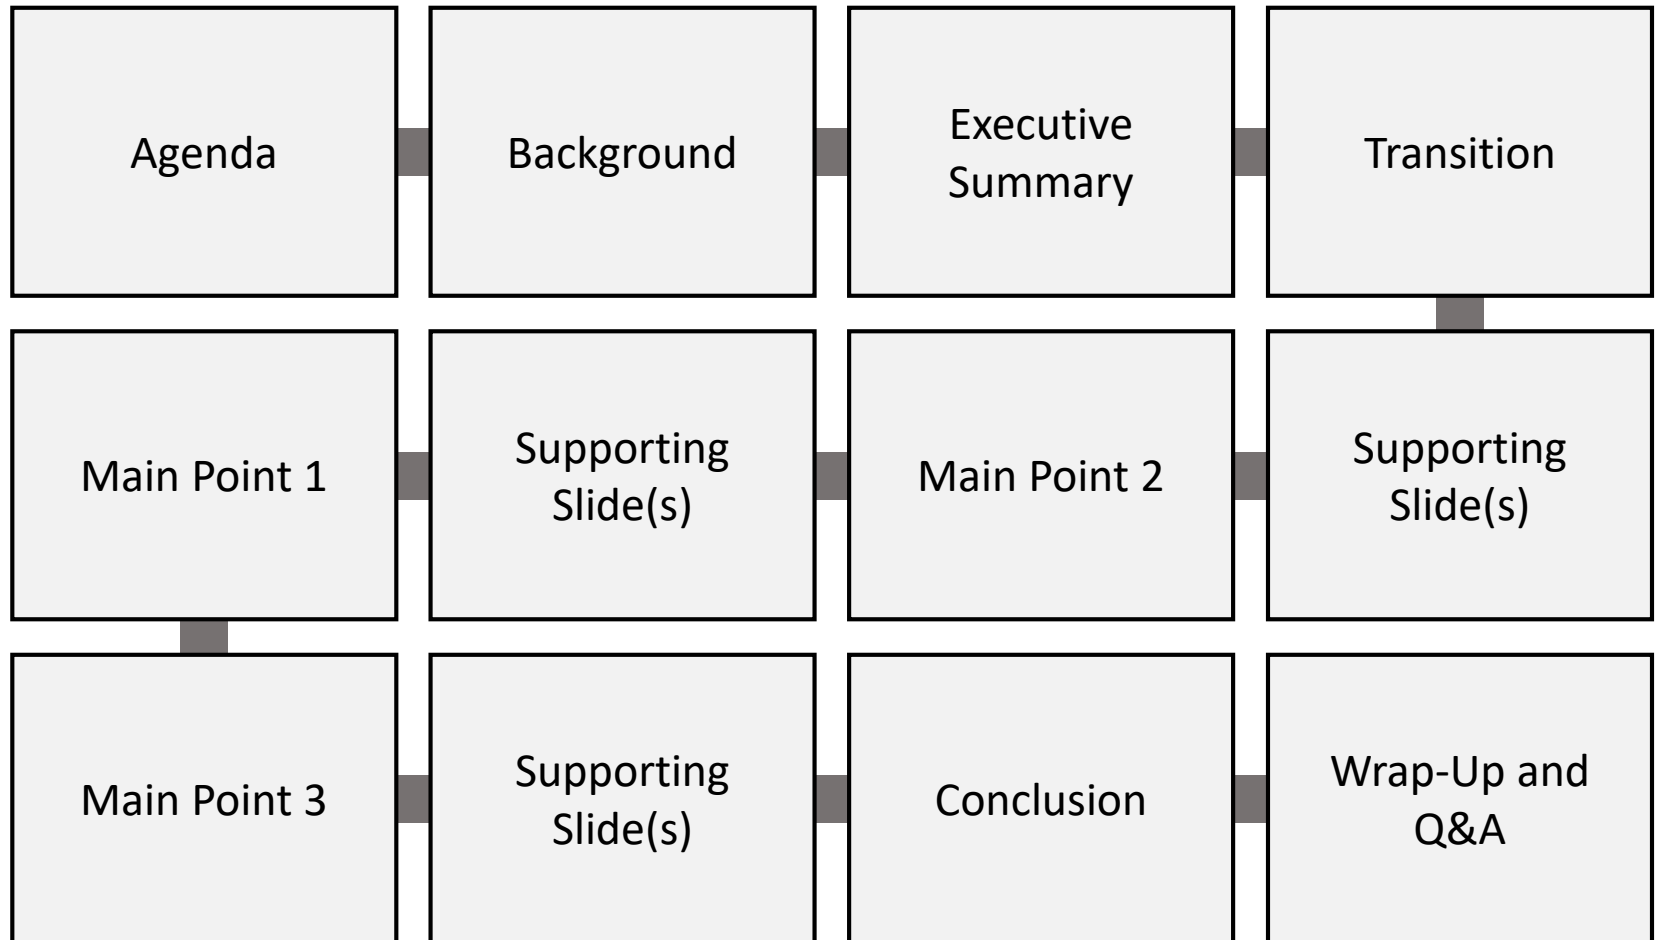 Agenda
Background
Executive
Summary
Transition
Main Point 1
Supporting
Slide(s)
Main Point 2
Supporting
Slide(s)
Main Point 3
Supporting
Slide(s)
Conclusion
Wrap-Up and
Q&A